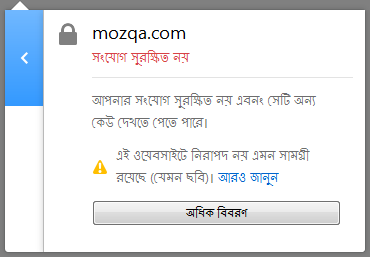 mozqa.com
সংযোগ সুরক্ষিত নয়
আপনার সংযোগ সুরক্ষিত নয় এবনং সেটি অন্য
কেউ দেখতে পেতে পারে।
এই ওয়েবসাইটে নিরাপদ নয় এমন সামগ্রী
রয়েছে (যেমন ছবি)। আরও জানুন
অধিক বিবরণ